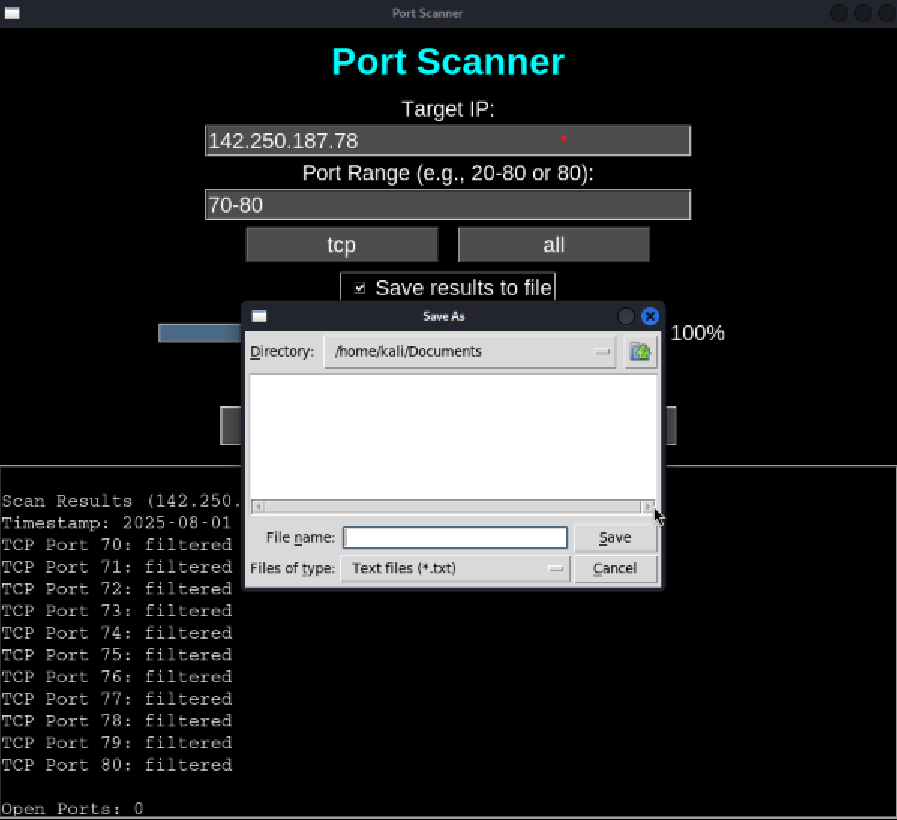 Port Scanner
Port Scanner
Target IP:
142.250.187.78
Port Range (e.g., 20-80 or 80):
70-80
tcp
all
Save results to file
100%
Save As
Directory:
/home/kali/Documents
File name:
Save
Files of type:
Text files (*.txt)
Cancel
Scan Results (142.250.
Timestamp: 2025-08-01
TCP Port 70: filtered
TCP Port 71: filtered
TCP Port 72: filtered
TCP Port 73: filtered
TCP Port 74: filtered
TCP Port 75: filtered
TCP Port 76: filtered
TCP Port 77: filtered
TCP Port 78: filtered
TCP Port 79: filtered
TCP Port 80: filtered
Open Ports: 0